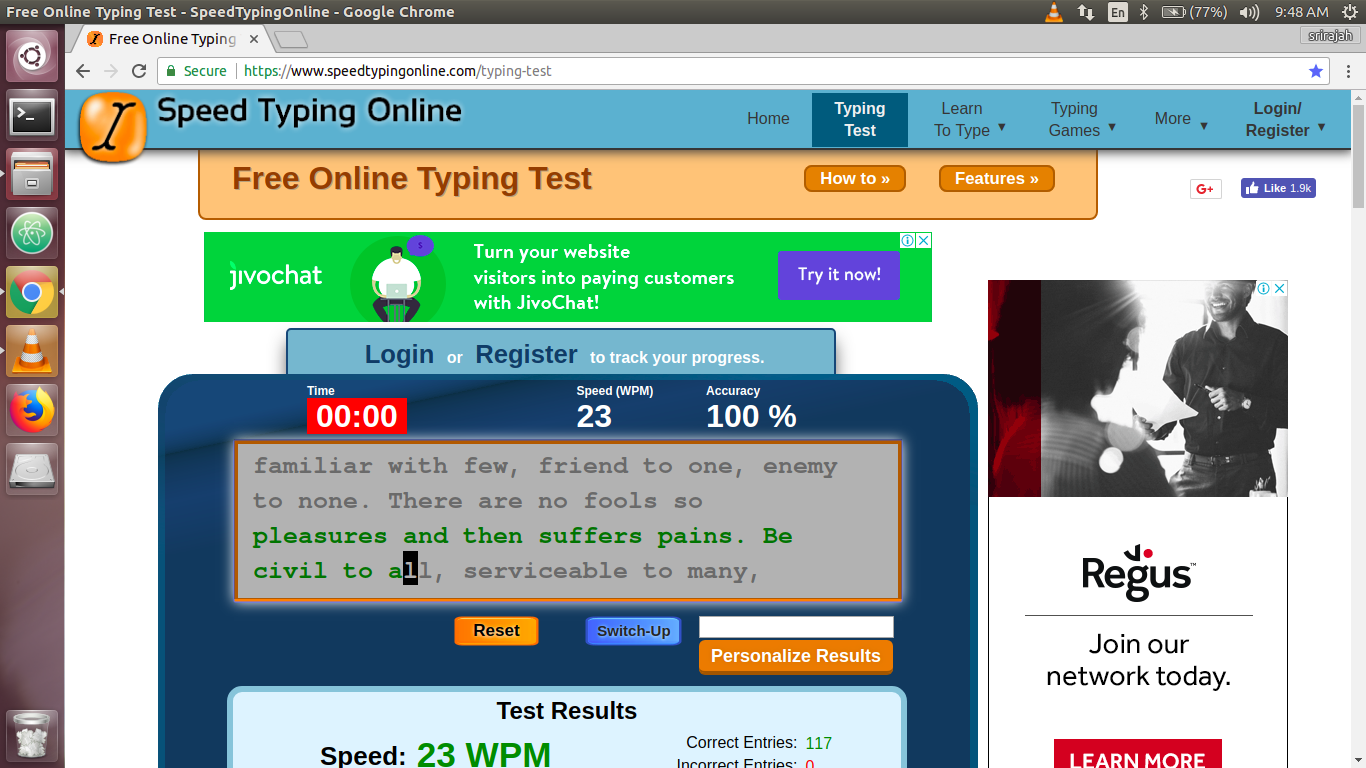 Free Online Typing Test - SpeedTypingOnline - Google Chrome
En
(77%)
9:48 AM
Free Online Typing
srirajah
Secure
https://www.speedtypingonline.com/typing-test
Speed Typing Online
Home
Typing
Test
Learn
To Type ▼
Typing
Games ▼
More ▼
Login/
Register ▼
Free Online Typing Test
How to »
Features »
G+
Like 1.9k
jivochat
$
Turn your website
visitors into paying customers
with JivoChat!
Try it now!
Login or Register to track your progress.
Time
00:00
Speed (WPM)
23
Accuracy
100 %
familiar with few, friend to one, enemy
to none. There are no fools so
pleasures and then suffers pains. Be
civil to all, serviceable to many,
Reset
Switch-Up
Personalize Results
Test Results
Speed: 23 WPM
Correct Entries: 117
Incorrect Entries: 0
Regus™
Join our
network today.
LEARN MORE